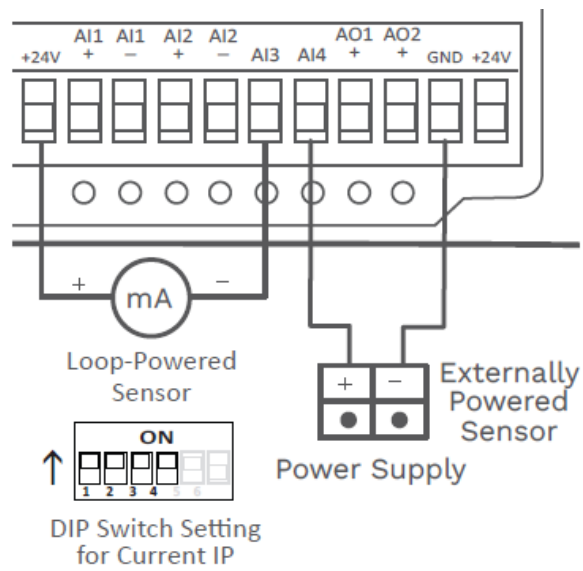 +24V AI1 + AI1 − AI2 + AI2 − AI3 AI4 AO1 + AO2 + GND +24V
+ mA −
Loop-Powered
Sensor
+ −
Externally
Powered
Sensor
Power Supply
ON
1 2 3 4 5 6
DIP Switch Setting
for Current IP